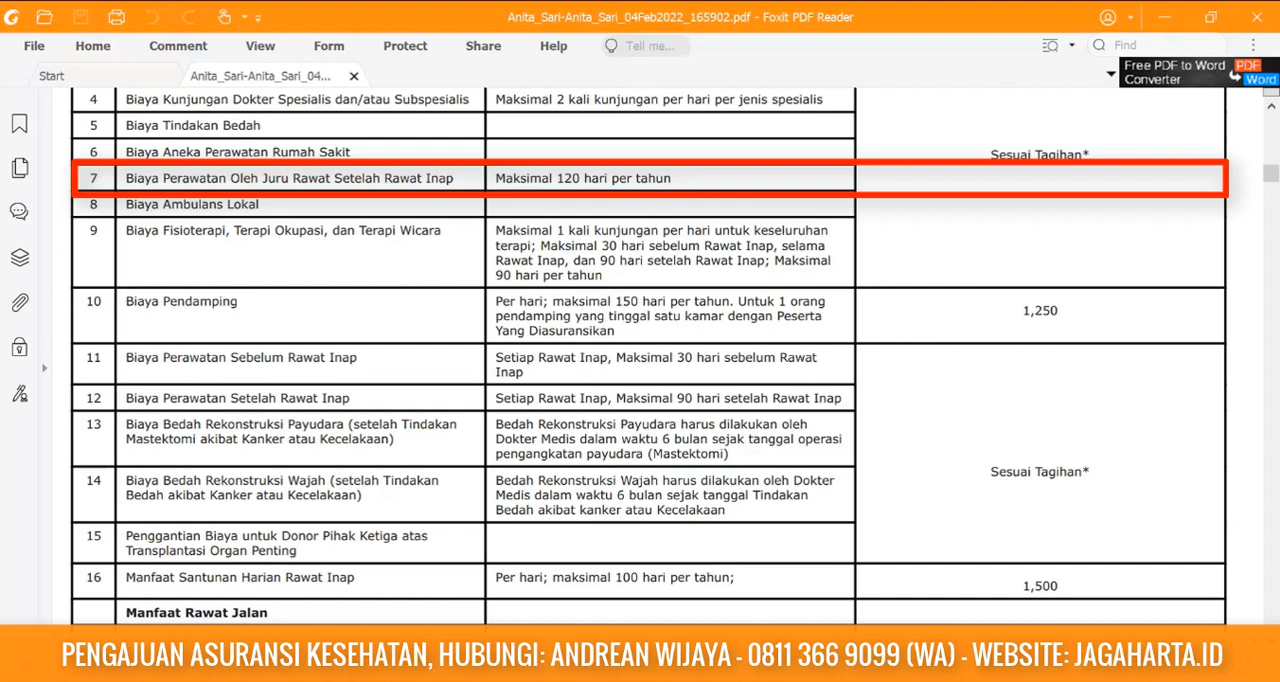 Anita_Sari-Anita_Sari_04Feb2022_165902.pdf - Foxit PDF Reader
File Home Comment View Form Protect Share Help Tell me... Find
Start Anita_Sari-Anita_Sari_04...
Free PDF to Word PDF
Converter Word
4 Biaya Kunjungan Dokter Spesialis dan/atau Subspesialis Maksimal 2 kali kunjungan per hari per jenis spesialis
5 Biaya Tindakan Bedah
6 Biaya Aneka Perawatan Rumah Sakit
Sesuai Tagihan*
7 Biaya Perawatan Oleh Juru Rawat Setelah Rawat Inap Maksimal 120 hari per tahun
8 Biaya Ambulans Lokal
9 Biaya Fisioterapi, Terapi Okupasi, dan Terapi Wicara Maksimal 1 kali kunjungan per hari untuk keseluruhan
terapi; Maksimal 30 hari sebelum Rawat Inap, selama
Rawat Inap, dan 90 hari setelah Rawat Inap; Maksimal
90 hari per tahun
10 Biaya Pendamping Per hari; maksimal 150 hari per tahun. Untuk 1 orang
pendamping yang tinggal satu kamar dengan Peserta
Yang Diasuransikan
1,250
11 Biaya Perawatan Sebelum Rawat Inap Setiap Rawat Inap, Maksimal 30 hari sebelum Rawat
Inap
12 Biaya Perawatan Setelah Rawat Inap Setiap Rawat Inap, Maksimal 90 hari setelah Rawat Inap
13 Biaya Bedah Rekonstruksi Payudara (setelah Tindakan
Mastektomi akibat Kanker atau Kecelakaan)
Bedah Rekonstruksi Payudara harus dilakukan oleh
Dokter Medis dalam waktu 6 bulan sejak tanggal operasi
pengangkatan payudara (Mastektomi)
Sesuai Tagihan*
14 Biaya Bedah Rekonstruksi Wajah (setelah Tindakan
Bedah akibat Kanker atau Kecelakaan)
Bedah Rekonstruksi Wajah harus dilakukan oleh Dokter
Medis dalam waktu 6 bulan sejak tanggal Tindakan
Bedah akibat kanker atau Kecelakaan
15 Penggantian Biaya untuk Donor Pihak Ketiga atas
Transplantasi Organ Penting
16 Manfaat Santunan Harian Rawat Inap Per hari; maksimal 100 hari per tahun;
1,500
Manfaat Rawat Jalan
PENGAJUAN ASURANSI KESEHATAN, HUBUNGI: ANDREAN WIJAYA - 0811 366 9099 (WA) - WEBSITE: JAGAHARTA.ID